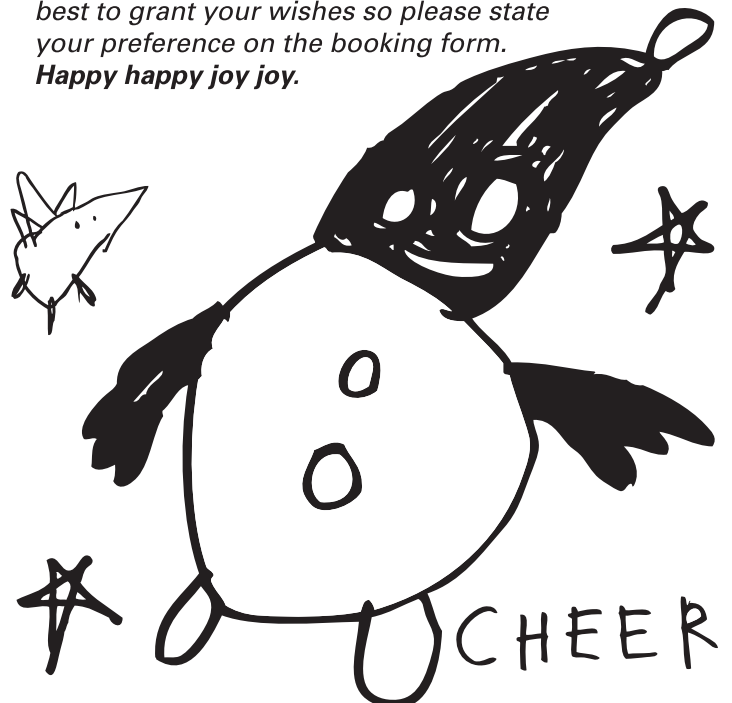 best to grant your wishes so please state
your preference on the booking form.
Happy happy joy joy.
CHEER